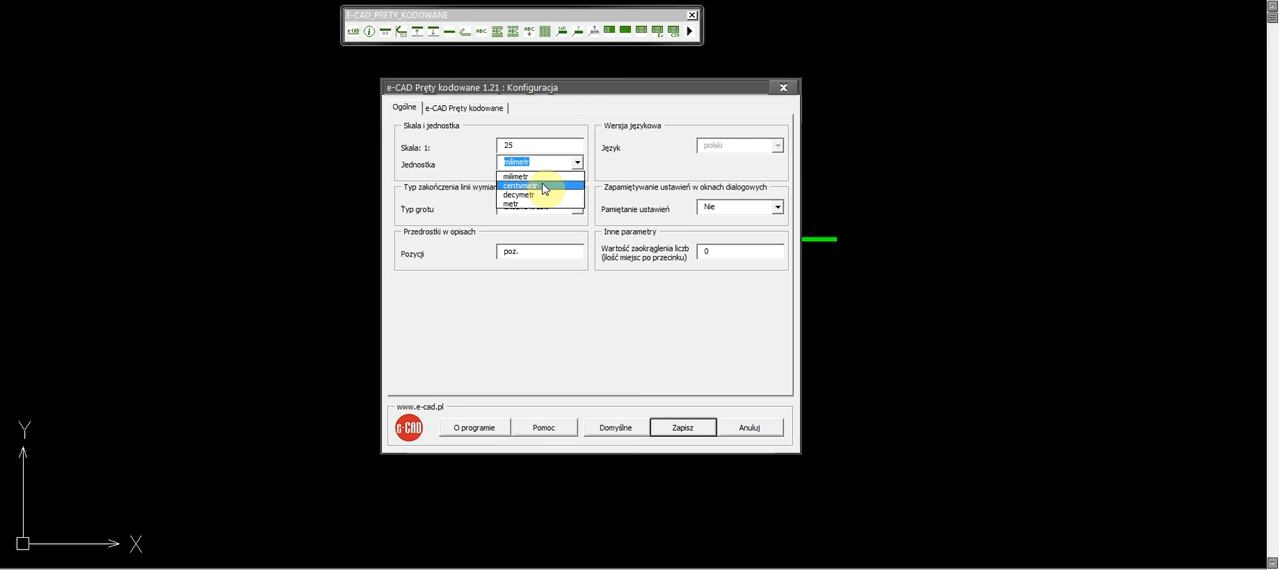 E-CAD_PRETY_KODOWANE
e-CAD Pręty kodowane 1.21 : Konfiguracja
Ogólne
e-CAD Pręty kodowane
Skala i jednostka
Skala: 1:
25
Jednostka
milimetr
milimetr
centymetr
decymetr
metr
Typ zakończenia linii wymiar
Typ grotu
Przedrostki w opisach
Pozycji
poz.
Wersja językowa
Język
polski
Zapamiętywanie ustawień w oknach dialogowych
Pamiętanie ustawień
Nie
Inne parametry
Wartość zaokrąglenia liczb
(ilość miejsc po przecinku)
0
www.e-cad.pl
e-CAD
O programie
Pomoc
Domyślne
Zapisz
Anuluj
Y
X